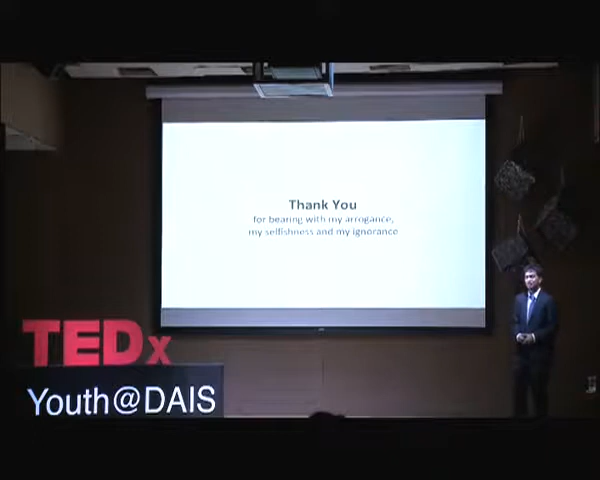 Thank You
for bearing with my arrogance,
my selfishness and my ignorance
TEDx
Youth@DAIS